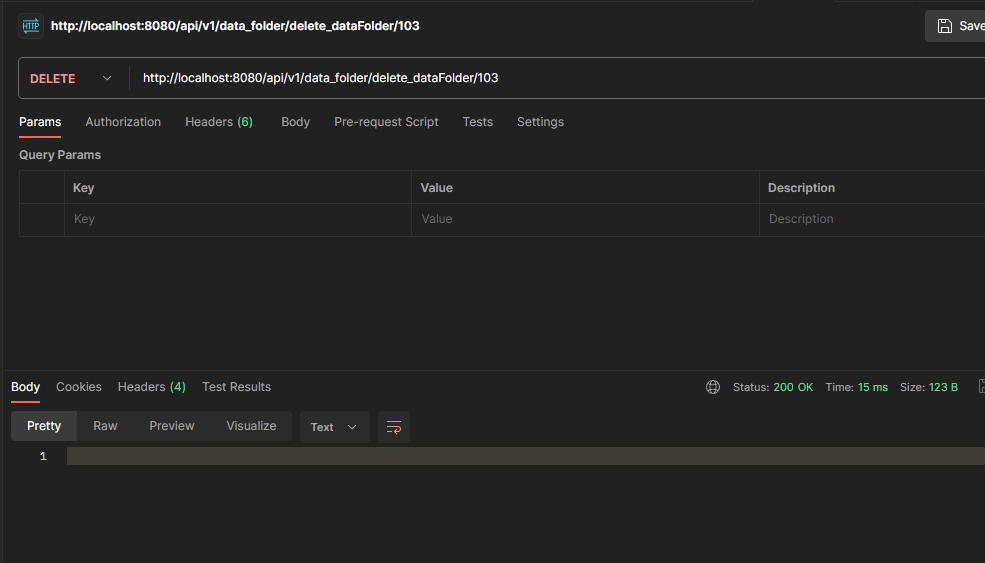 HTTP http://localhost:8080/api/v1/data_folder/delete_dataFolder/103 Save
DELETE http://localhost:8080/api/v1/data_folder/delete_dataFolder/103
Params Authorization Headers (6) Body Pre-request Script Tests Settings
Query Params
Key Value Description
Key Value Description
Body Cookies Headers (4) Test Results Status: 200 OK Time: 15 ms Size: 123 B
Pretty Raw Preview Visualize Text
1